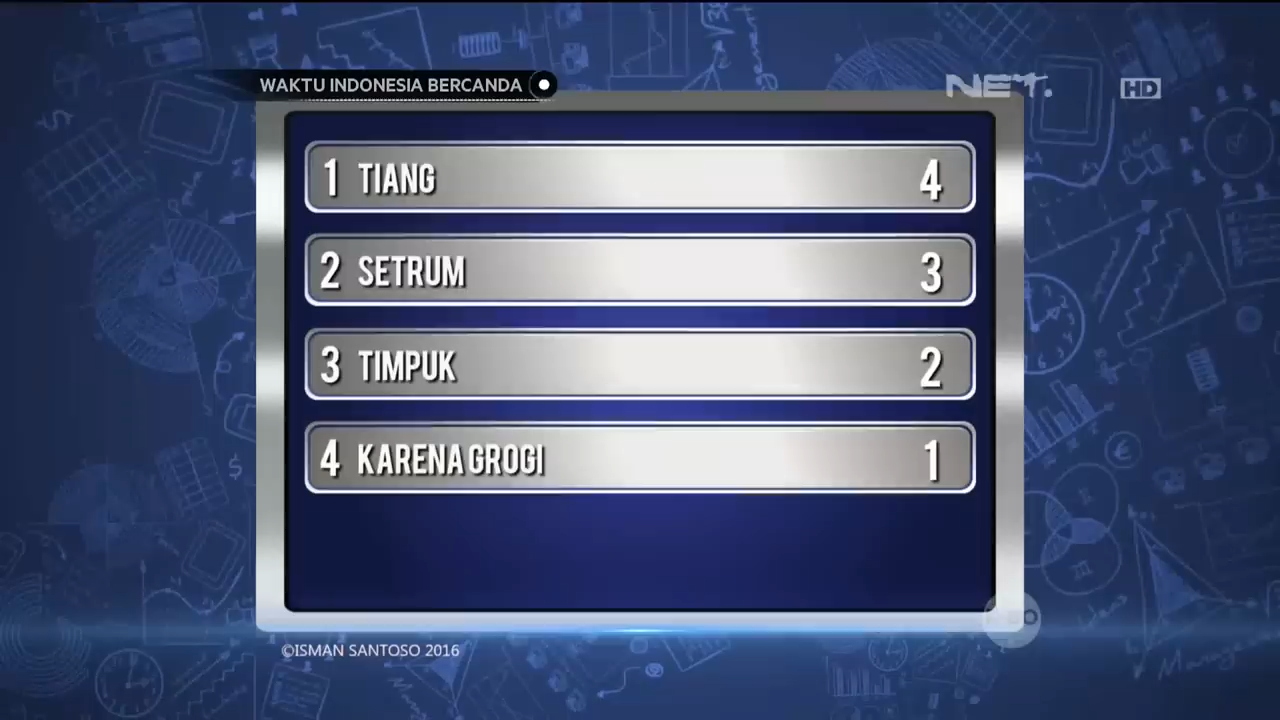 WAKTU INDONESIA BERCANDA
NET.
HD
1 TIANG 4
2 SETRUM 3
3 TIMPUK 2
4 KARENA GROGI 1
©ISMAN SANTOSO 2016